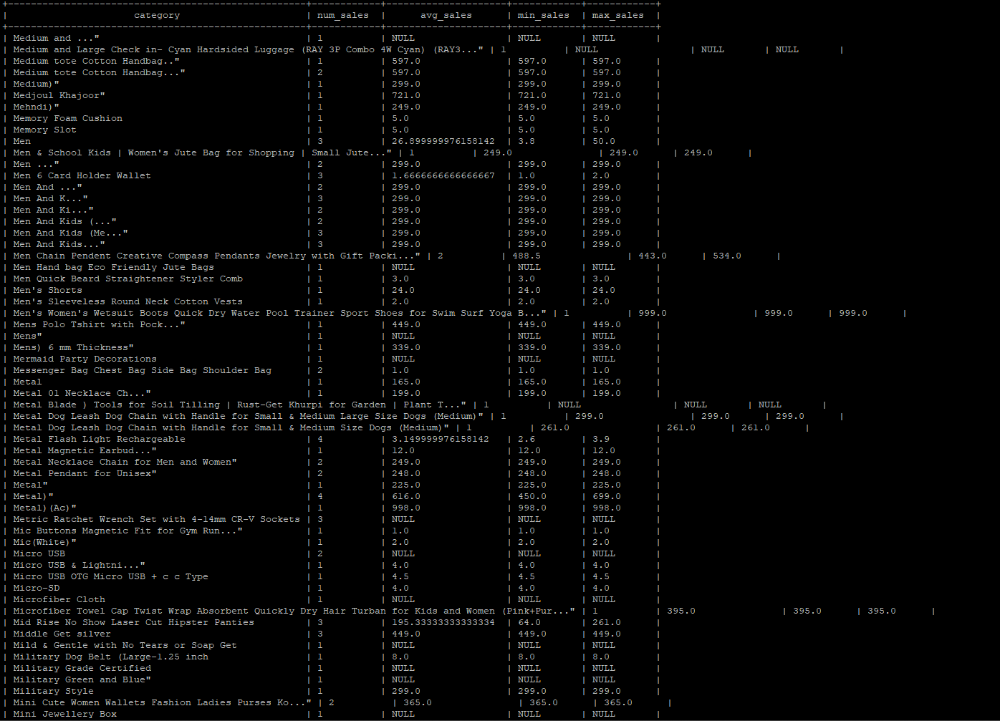 +----------------------------------------------------+------------+---------------------+------------+------------+
|                      category                      | num_sales  |      avg_sales      | min_sales  | max_sales  |
+----------------------------------------------------+------------+---------------------+------------+------------+
| Medium and ..." | 1 | NULL | NULL | NULL |
| Medium and Large Check in- Cyan Hardsided Luggage (RAY 3P Combo 4W Cyan) (RAY3..." | 1 | NULL | NULL | NULL |
| Medium tote Cotton Handbag.." | 1 | 597.0 | 597.0 | 597.0 |
| Medium tote Cotton Handbag..." | 2 | 597.0 | 597.0 | 597.0 |
| Medium)" | 1 | 299.0 | 299.0 | 299.0 |
| Medjoul Khajoor" | 1 | 721.0 | 721.0 | 721.0 |
| Mehndi)" | 1 | 249.0 | 249.0 | 249.0 |
| Memory Foam Cushion | 1 | 5.0 | 5.0 | 5.0 |
| Memory Slot | 1 | 5.0 | 5.0 | 5.0 |
| Men | 3 | 26.899999976158142 | 3.8 | 50.0 |
| Men & School Kids | Women's Jute Bag for Shopping | Small Jute..." | 1 | 249.0 | 249.0 | 249.0 |
| Men ..." | 2 | 299.0 | 299.0 | 299.0 |
| Men 6 Card Holder Wallet | 3 | 1.6666666666666667 | 1.0 | 2.0 |
| Men And ..." | 2 | 299.0 | 299.0 | 299.0 |
| Men And K..." | 3 | 299.0 | 299.0 | 299.0 |
| Men And Ki..." | 2 | 299.0 | 299.0 | 299.0 |
| Men And Kids (..." | 2 | 299.0 | 299.0 | 299.0 |
| Men And Kids (Me..." | 3 | 299.0 | 299.0 | 299.0 |
| Men And Kids..." | 3 | 299.0 | 299.0 | 299.0 |
| Men Chain Pendent Creative Compass Pendants Jewelry with Gift Packi..." | 2 | 488.5 | 443.0 | 534.0 |
| Men Hand bag Eco Friendly Jute Bags | 1 | NULL | NULL | NULL |
| Men Quick Beard Straightener Styler Comb | 1 | 3.0 | 3.0 | 3.0 |
| Men's Shorts | 1 | 24.0 | 24.0 | 24.0 |
| Men's Sleeveless Round Neck Cotton Vests | 1 | 2.0 | 2.0 | 2.0 |
| Men's Women's Wetsuit Boots Quick Dry Water Pool Trainer Sport Shoes for Swim Surf Yoga B..." | 1 | 999.0 | 999.0 | 999.0 |
| Mens Polo Tshirt with Pock..." | 1 | 449.0 | 449.0 | 449.0 |
| Mens" | 1 | NULL | NULL | NULL |
| Mens) 6 mm Thickness" | 1 | 339.0 | 339.0 | 339.0 |
| Mermaid Party Decorations | 1 | NULL | NULL | NULL |
| Messenger Bag Chest Bag Side Bag Shoulder Bag | 2 | 1.0 | 1.0 | 1.0 |
| Metal | 1 | 165.0 | 165.0 | 165.0 |
| Metal 01 Necklace Ch..." | 1 | 199.0 | 199.0 | 199.0 |
| Metal Blade ) Tools for Soil Tilling | Rust-Get Khurpi for Garden | Plant T..." | 1 | NULL | NULL | NULL |
| Metal Dog Leash Dog Chain with Handle for Small & Medium Large Size Dogs (Medium)" | 1 | 299.0 | 299.0 | 299.0 |
| Metal Dog Leash Dog Chain with Handle for Small & Medium Size Dogs (Medium)" | 1 | 261.0 | 261.0 | 261.0 |
| Metal Flash Light Rechargeable | 4 | 3.149999976158142 | 2.6 | 3.9 |
| Metal Magnetic Earbud..." | 1 | 12.0 | 12.0 | 12.0 |
| Metal Necklace Chain for Men and Women" | 2 | 249.0 | 249.0 | 249.0 |
| Metal Pendant for Unisex" | 2 | 248.0 | 248.0 | 248.0 |
| Metal" | 1 | 225.0 | 225.0 | 225.0 |
| Metal)" | 4 | 616.0 | 450.0 | 699.0 |
| Metal)(Ac)" | 1 | 998.0 | 998.0 | 998.0 |
| Metric Ratchet Wrench Set with 4-14mm CR-V Sockets | 3 | NULL | NULL | NULL |
| Mic Buttons Magnetic Fit for Gym Run..." | 1 | 1.0 | 1.0 | 1.0 |
| Mic(White)" | 1 | 2.0 | 2.0 | 2.0 |
| Micro USB | 2 | NULL | NULL | NULL |
| Micro USB & Lightni..." | 1 | 4.0 | 4.0 | 4.0 |
| Micro USB OTG Micro USB + c c Type | 1 | 4.5 | 4.5 | 4.5 |
| Micro-SD | 1 | 4.0 | 4.0 | 4.0 |
| Microfiber Cloth | 1 | NULL | NULL | NULL |
| Microfiber Towel Cap Twist Wrap Absorbent Quickly Dry Hair Turban for Kids and Women (Pink+Pur..." | 1 | 395.0 | 395.0 | 395.0 |
| Mid Rise No Show Laser Cut Hipster Panties | 3 | 195.33333333333334 | 64.0 | 261.0 |
| Middle Get silver | 3 | 449.0 | 449.0 | 449.0 |
| Mild & Gentle with No Tears or Soap Get | 1 | NULL | NULL | NULL |
| Military Dog Belt (Large-1.25 inch | 1 | 8.0 | 8.0 | 8.0 |
| Military Grade Certified | 1 | NULL | NULL | NULL |
| Military Green and Blue" | 1 | NULL | NULL | NULL |
| Military Style | 1 | 299.0 | 299.0 | 299.0 |
| Mini Cute Women Wallets Fashion Ladies Purses Ko..." | 2 | 365.0 | 365.0 | 365.0 |
| Mini Jewellery Box | 1 | NULL | NULL | NULL |